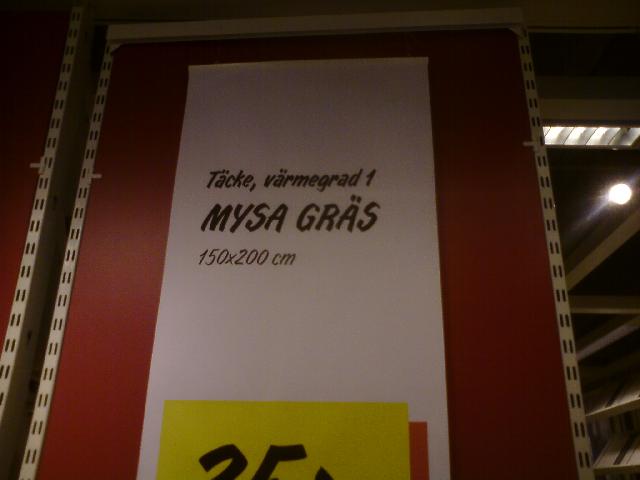 Täcke, värmegrad 1
MYSA GRÄS
150x200 cm